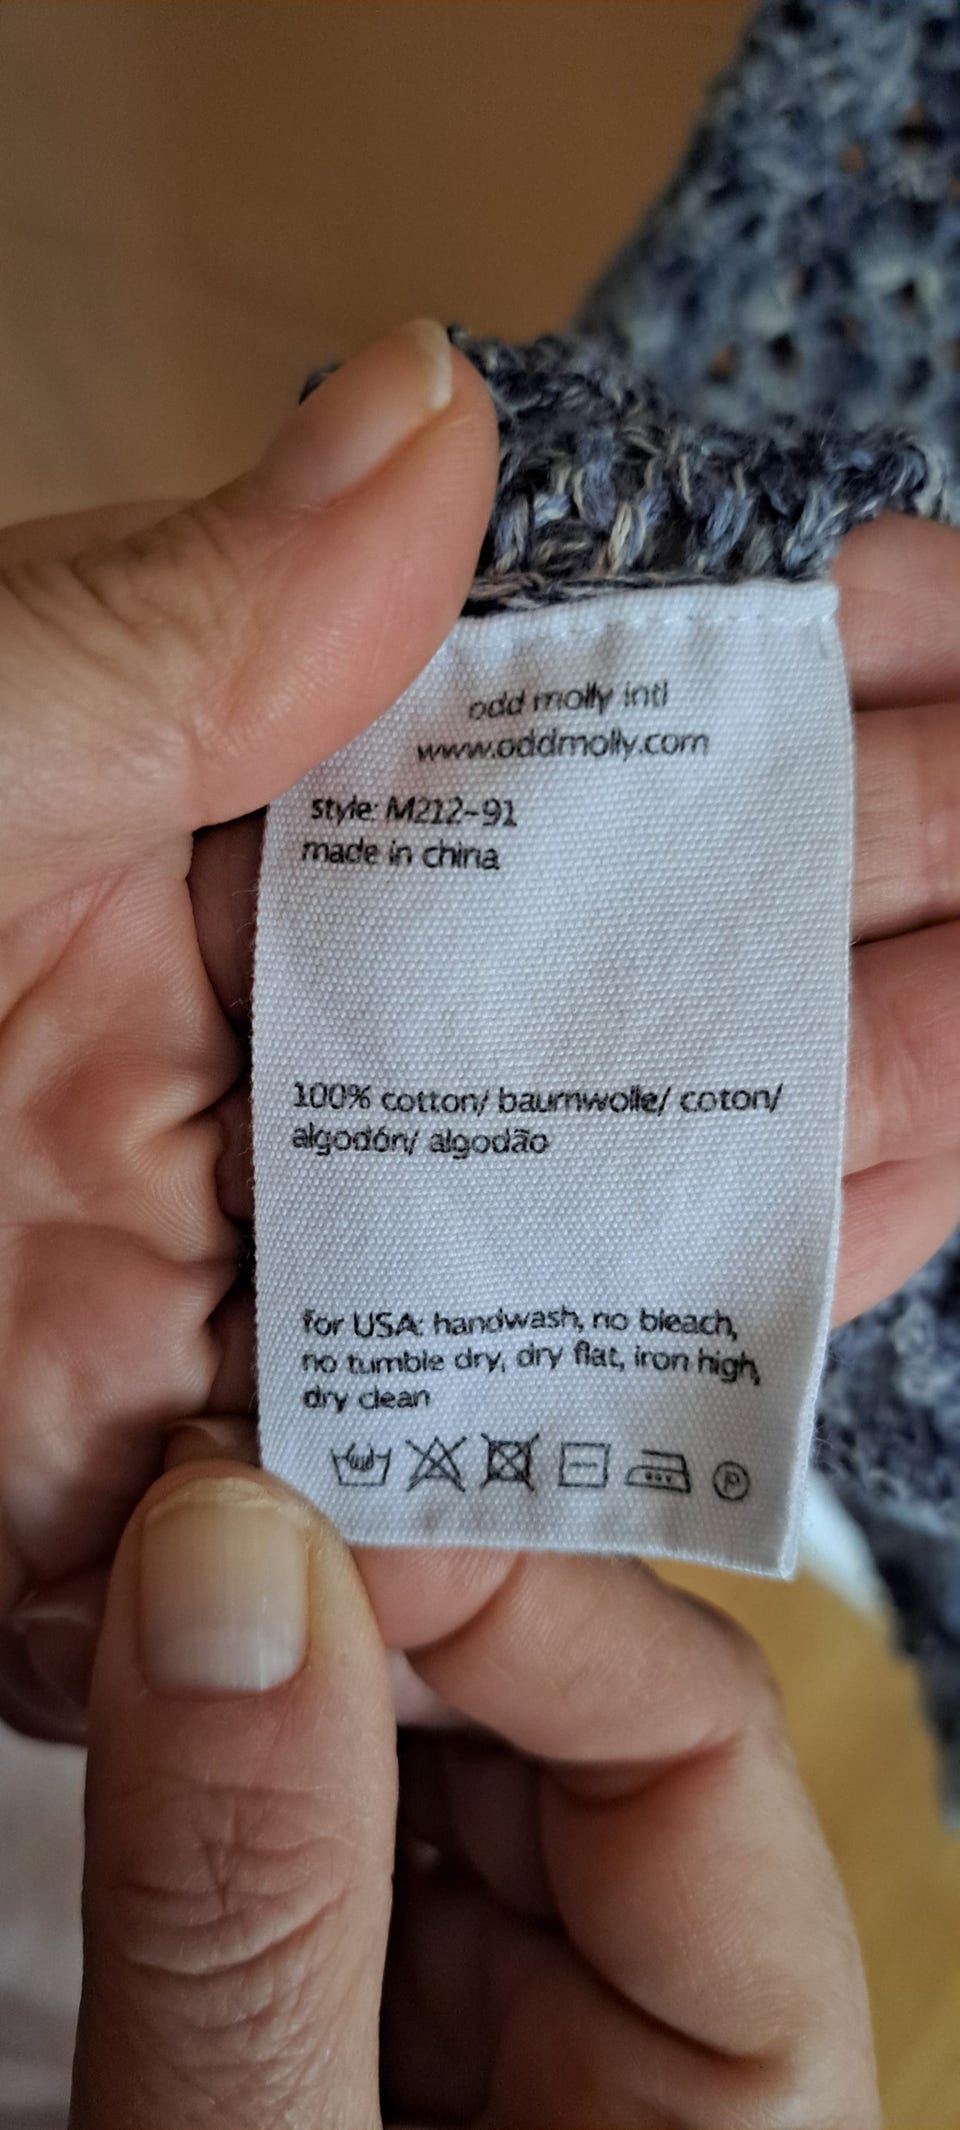 odd molly intl
www.oddmolly.com
style: M212-91
made in china
100% cotton/ baumwolle/ coton/
algodón/ algodão
for USA: handwash, no bleach,
no tumble dry, dry flat, iron high,
dry clean
P